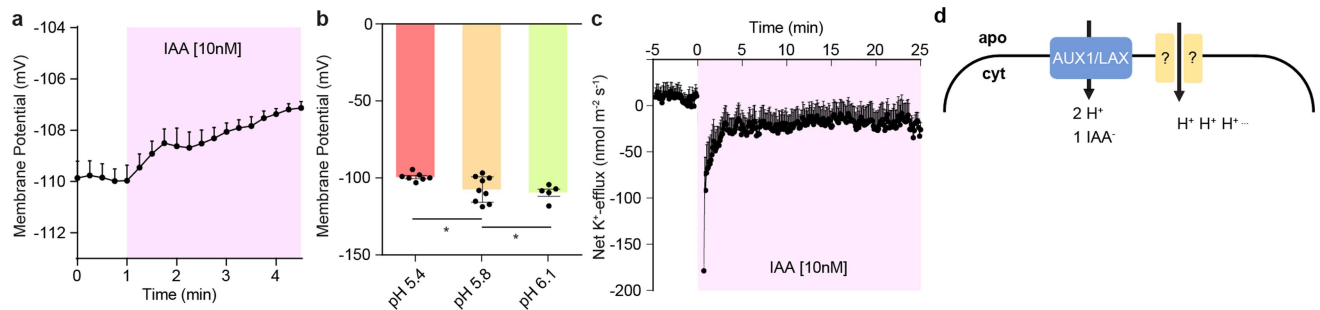 a
-104
-106
-108
-110
-112
Membrane Potential (mV)
IAA [10nM]
0
1
2
3
4
Time (min)
b
0
-50
-100
-150
Membrane Potential (mV)
*
*
pH 5.4
pH 5.8
pH 6.1
c
Time (min)
-5
0
5
10
15
20
25
0
-50
-100
-150
-200
Net K⁺-efflux (nmol m⁻² s⁻¹)
IAA [10nM]
d
apo
cyt
AUX1/LAX
?
?
2 H⁺
1 IAA⁻
H⁺ H⁺ H⁺ ...